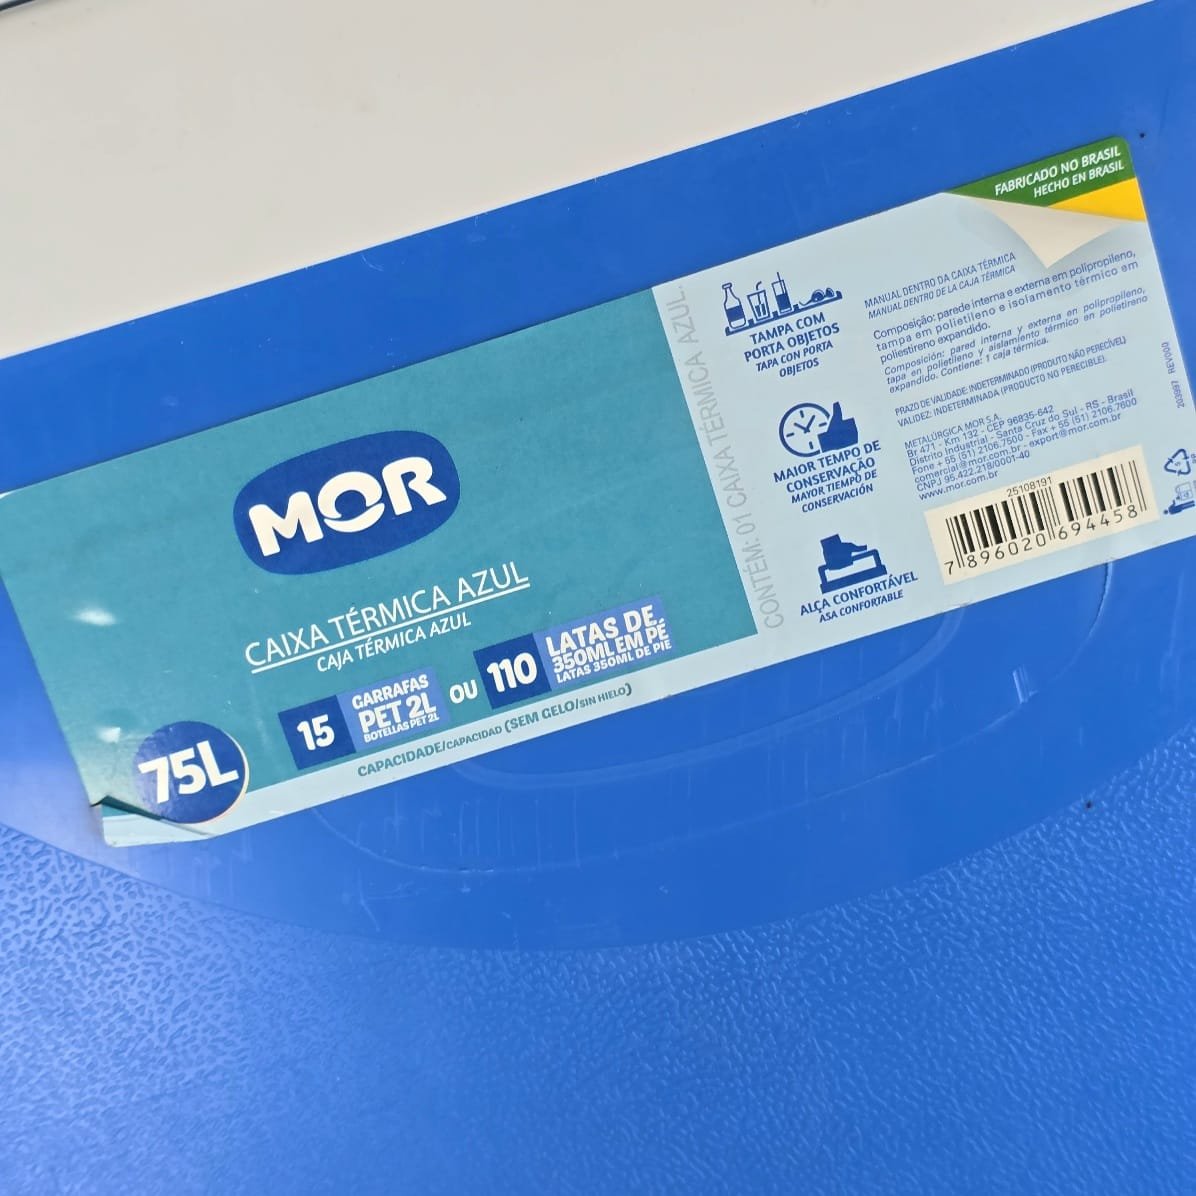 FABRICADO NO BRASIL
HECHO EN BRASIL
MOR
CAIXA TÉRMICA AZUL
CAJA TÉRMICA AZUL
75L
15
GARRAFAS
PET 2L
BOTELLAS PET 2L
OU
110
LATAS DE
350ML EM PÉ
LATAS 350ML DE PIE
CAPACIDADE/CAPACIDAD (SEM GELO/SIN HIELO)
CONTÉM: 01 CAIXA TÉRMICA AZUL.
TAMPA COM
PORTA OBJETOS
TAPA CON PORTA
OBJETOS
MAIOR TEMPO DE
CONSERVAÇÃO
MAYOR TIEMPO DE
CONSERVACIÓN
ALÇA CONFORTÁVEL
ASA CONFORTABLE
MANUAL DENTRO DA CAIXA TÉRMICA
MANUAL DENTRO DE LA CAJA TÉRMICA
Composição: parede interna e externa em polipropileno,
tampa em polietileno e isolamento térmico em
poliestireno expandido.
Composición: pared interna y externa en polipropileno,
tapa en polietileno y aislamiento térmico en polietireno
expandido. Contiene: 1 caja térmica.
PRAZO DE VALIDADE: INDETERMINADO (PRODUTO NÃO PERECÍVEL)
VALIDEZ: INDETERMINADA (PRODUCTO NO PERECIBLE).
METALÚRGICA MOR S.A.
Br 471 - Km 132 - CEP 96835-642
Distrito Industrial - Santa Cruz do Sul - RS - Brasil
Fone + 55 (51) 2106.7500 - Fax + 55 (51) 2106.7600
comercial@mor.com.br - export@mor.com.br
CNPJ 95.422.218/0001-40
www.mor.com.br
25108191
7896020694458
203997 REV000